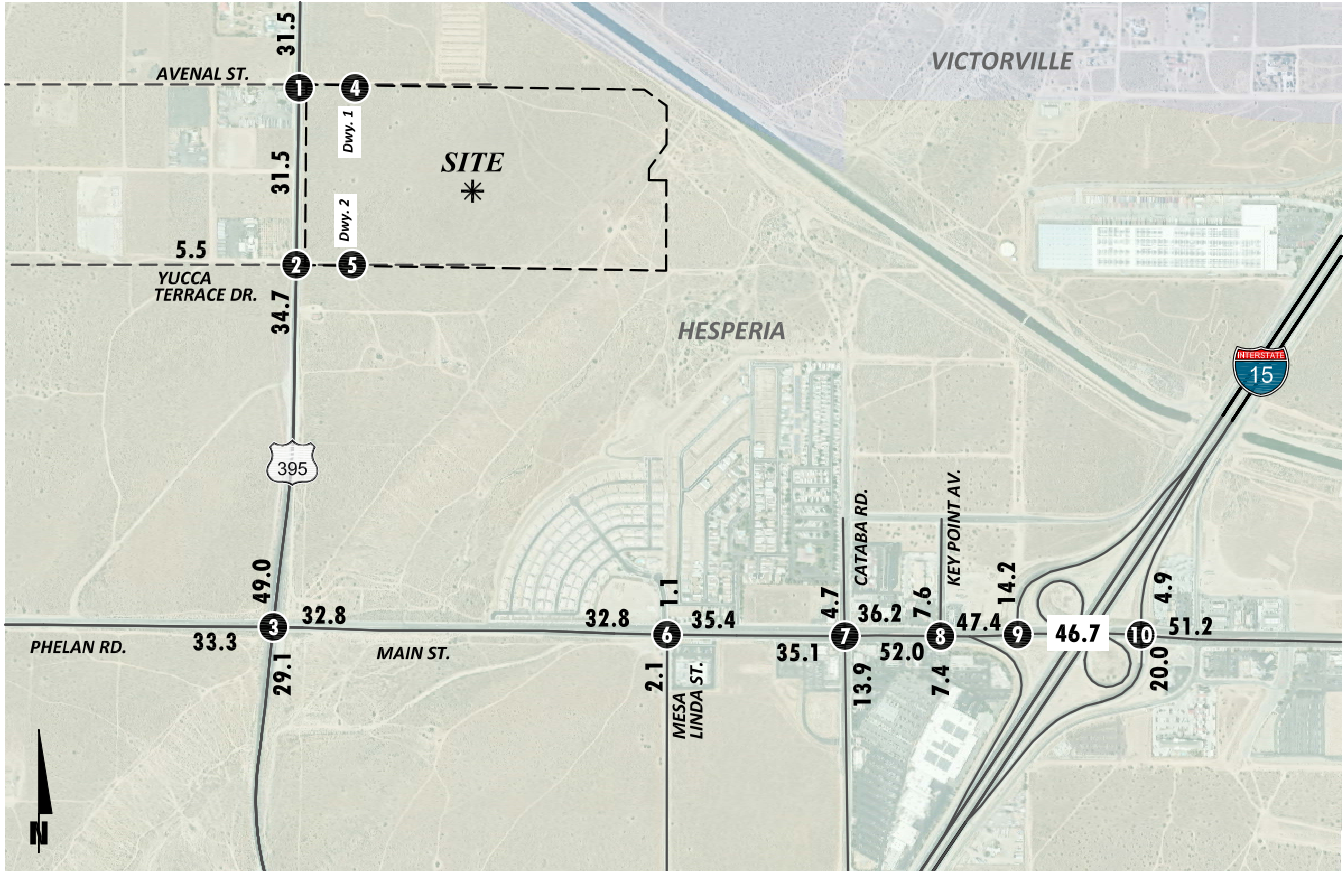 31.5
VICTORVILLE
AVENAL ST.
1
4
Dwy. 1
31.5
SITE
Dwy. 2
5.5
2
5
YUCCA
TERRACE DR.
34.7
HESPERIA
INTERSTATE
15
395
CATABA RD.
KEY POINT AV.
49.0
32.8
3
33.3
29.1
PHELAN RD.
MAIN ST.
32.8
1.1
35.4
6
2.1
MESA
LINDA ST.
4.7
36.2
7
35.1
13.9
7.6
47.4
8
52.0
7.4
14.2
9
46.7
4.9
10
51.2
20.0
N